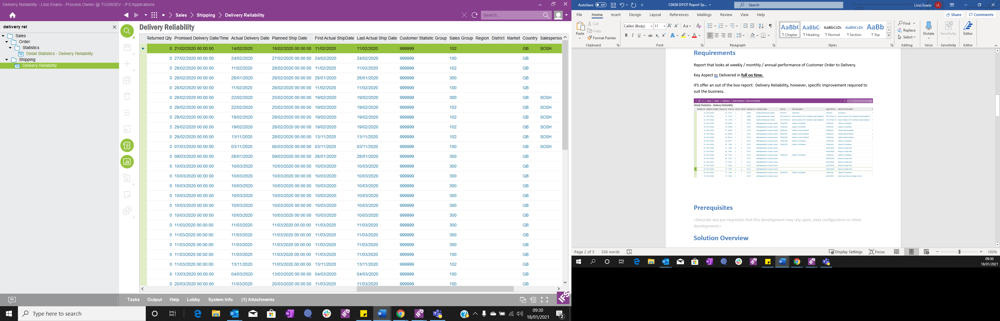 Delivery Reliability - Linzi Evans - Process Owner @ TUGRDEV - IFS Applications
Sales Shipping Delivery Reliability Search...
delivery rel
Sales
Order
Statistics
Detail Statistics - Delivery Reliability
Shipping
Delivery Reliability
Delivery Reliability
Returned Qty Promised Delivery Date/Time Actual Delivery Date Planned Ship Date First Actual ShipDate Last Actual Ship Date Customer Statistic Group Sales Group Region District Market Country Salesperson
0 21/02/2020 00:00:00 14/02/2020 18/02/2020 00:00:00 11/02/2020 11/02/2020 999999 102 GB SOSH
0 27/02/2020 00:00:00 24/02/2020 27/02/2020 00:00:00 24/02/2020 24/02/2020 999999 100 GB
0 28/02/2020 00:00:00 11/02/2020 28/02/2020 00:00:00 11/02/2020 11/02/2020 999999 102 GB
0 28/02/2020 00:00:00 28/01/2020 28/02/2020 00:00:00 28/01/2020 28/01/2020 999999 300 GB
0 28/02/2020 00:00:00 11/02/2020 28/02/2020 00:00:00 11/02/2020 11/02/2020 999999 100 GB
0 28/02/2020 00:00:00 22/02/2020 25/02/2020 00:00:00 19/02/2020 19/02/2020 999999 300 GB SOSH
0 28/02/2020 00:00:00 22/02/2020 25/02/2020 00:00:00 19/02/2020 19/02/2020 999999 102 GB SOSH
0 28/02/2020 00:00:00 19/02/2020 28/02/2020 00:00:00 19/02/2020 19/02/2020 999999 102 GB SOSH
5 28/02/2020 00:00:00 19/02/2020 28/02/2020 00:00:00 19/02/2020 19/02/2020 999999 102 GB SOSH
0 28/02/2020 00:00:00 13/11/2020 28/02/2020 00:00:00 13/11/2020 13/11/2020 999999 102 GB SOSH
0 07/03/2020 00:00:00 03/11/2020 06/03/2020 00:00:00 03/11/2020 03/11/2020 999999 100 GB SOSH
0 09/03/2020 00:00:00 28/01/2020 09/03/2020 00:00:00 28/01/2020 28/01/2020 999999 300 GB
0 10/03/2020 00:00:00 10/03/2020 10/03/2020 00:00:00 10/03/2020 10/03/2020 999999 300 GB
0 10/03/2020 00:00:00 10/03/2020 10/03/2020 00:00:00 10/03/2020 10/03/2020 999999 300 GB
0 10/03/2020 00:00:00 10/03/2020 10/03/2020 00:00:00 10/03/2020 10/03/2020 999999 300 GB
0 10/03/2020 00:00:00 10/03/2020 10/03/2020 00:00:00 10/03/2020 10/03/2020 999999 300 GB
0 10/03/2020 00:00:00 10/03/2020 10/03/2020 00:00:00 10/03/2020 10/03/2020 999999 300 GB
0 10/03/2020 00:00:00 10/03/2020 10/03/2020 00:00:00 10/03/2020 10/03/2020 999999 300 GB
0 11/03/2020 00:00:00 11/03/2020 11/03/2020 00:00:00 11/03/2020 11/03/2020 999999 300 GB
0 11/03/2020 00:00:00 11/03/2020 11/03/2020 00:00:00 11/03/2020 11/03/2020 999999 300 GB
0 11/03/2020 00:00:00 11/03/2020 11/03/2020 00:00:00 11/03/2020 11/03/2020 999999 300 GB
0 11/03/2020 00:00:00 11/03/2020 11/03/2020 00:00:00 11/03/2020 11/03/2020 999999 100 GB
0 11/03/2020 00:00:00 13/11/2020 11/03/2020 00:00:00 13/11/2020 13/11/2020 999999 102 GB
0 13/03/2020 00:00:00 04/03/2020 13/03/2020 00:00:00 04/03/2020 04/03/2020 999999 100 GB
0 20/03/2020 00:00:00 11/03/2020 20/03/2020 00:00:00 11/03/2020 11/03/2020 999999 100 GB
Tasks Output Help Lobby System Info (1) Attachments
IFS
Type here to search
09:30
18/01/2021
2
AutoSave Off C0438 DIFOT Report Sp... Search Linzi Evans LE
File Home Insert Design Layout References Mailings Review View Help Share Comments
Paste Cut Copy Format Painter
Calibri (Body) 11
AaBbC AaBbC AaBbCcDc AaBbCcDc AaBb
¶ Chapter ¶ Heading ¶ Normal ¶ Section ¶ Top
Find Replace Select
Dictate Sensitivity Editor
Clipboard Font Paragraph Styles Editing Voice Sensitivity Editor
Requirements
Report that looks at weekly / monthly / annual performance of Customer Order to Delivery.
Key Aspect is; Delivered in full on time.
IFS offer an out of the box report: Delivery Reliability, however, specific improvement required to
suit the business.
Sales Order Statistics Detail Statistics - Delivery Reliability
Detail Statistics - Delivery Reliability
Prerequisites
<Describe any pre-requisites that this development may rely upon, data configuration or other
developments>
Solution Overview
Page 2 of 5 338 words Display Settings Focus 100%
09:30
18/01/2021